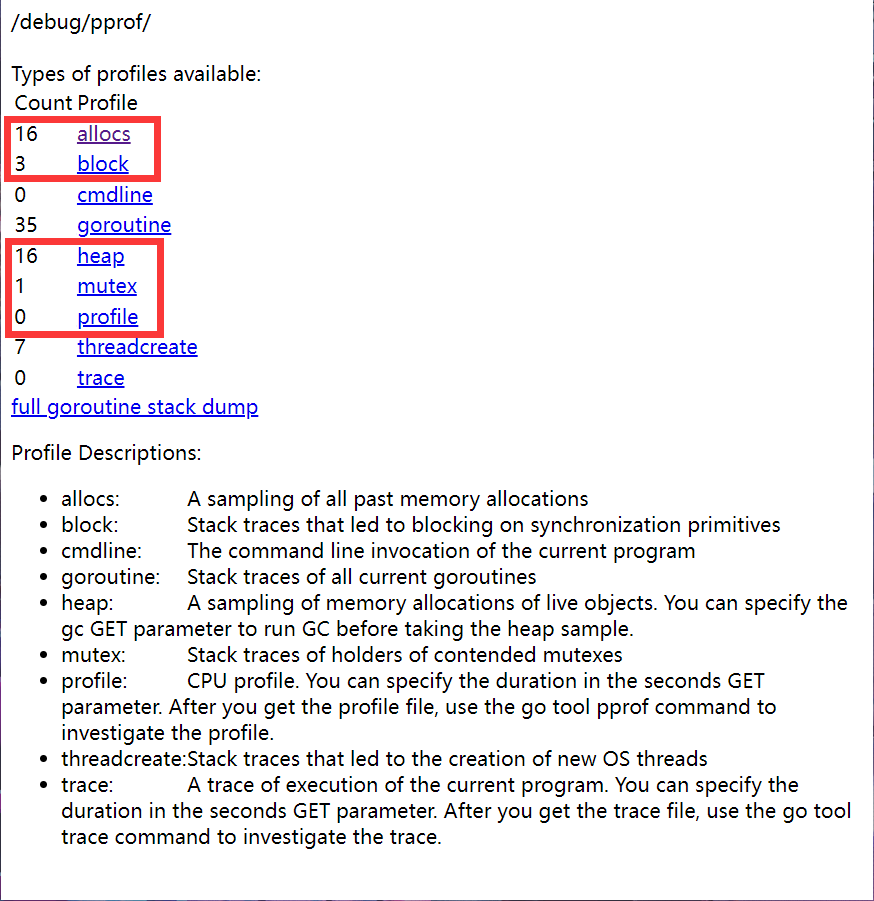 /debug/pprof/
Types of profiles available:
Count Profile
16 allocs
3 block
0 cmdline
35 goroutine
16 heap
1 mutex
0 profile
7 threadcreate
0 trace
full goroutine stack dump
Profile Descriptions:
• allocs: A sampling of all past memory allocations
• block: Stack traces that led to blocking on synchronization primitives
• cmdline: The command line invocation of the current program
• goroutine: Stack traces of all current goroutines
• heap: A sampling of memory allocations of live objects. You can specify the
gc GET parameter to run GC before taking the heap sample.
• mutex: Stack traces of holders of contended mutexes
• profile: CPU profile. You can specify the duration in the seconds GET
parameter. After you get the profile file, use the go tool pprof command to
investigate the profile.
• threadcreate:Stack traces that led to the creation of new OS threads
• trace: A trace of execution of the current program. You can specify the
duration in the seconds GET parameter. After you get the trace file, use the go tool
trace command to investigate the trace.